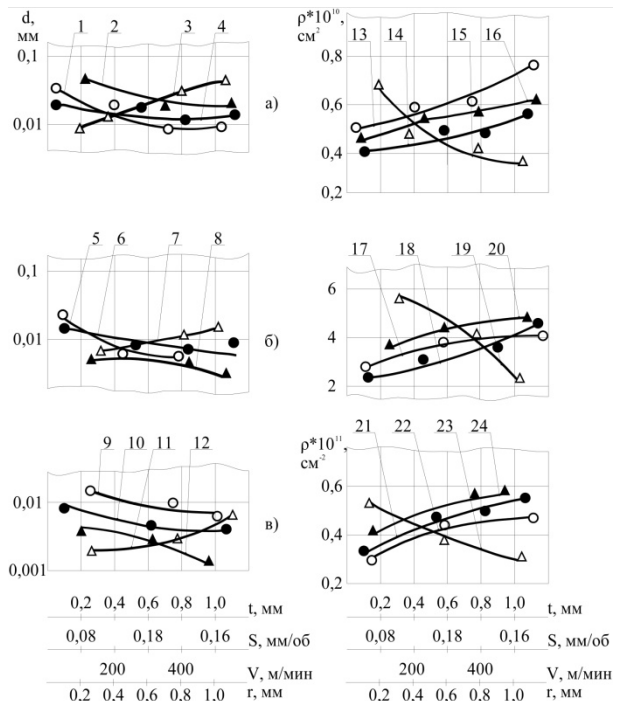 d,
мм
0,1
0,01
1 2 3 4
а)
ρ*10¹⁰,
см²
0,8
0,6
0,4
0,2
13 14 15 16
0,1
0,01
5 6 7 8
б)
6
4
2
17 18 19 20
0,01
0,001
9 10 11 12
в)
ρ*10¹¹,
см⁻²
0,6
0,4
0,2
21 22 23 24
0,2 0,4 0,6 0,8 1,0 t, мм
0,08 0,18 0,16 S, мм/об
200 400 V, м/мин
0,2 0,4 0,6 0,8 1,0 r, мм
0,2 0,4 0,6 0,8 1,0 t, мм
0,08 0,18 0,16 S, мм/об
200 400 V, м/мин
0,2 0,4 0,6 0,8 1,0 r, мм